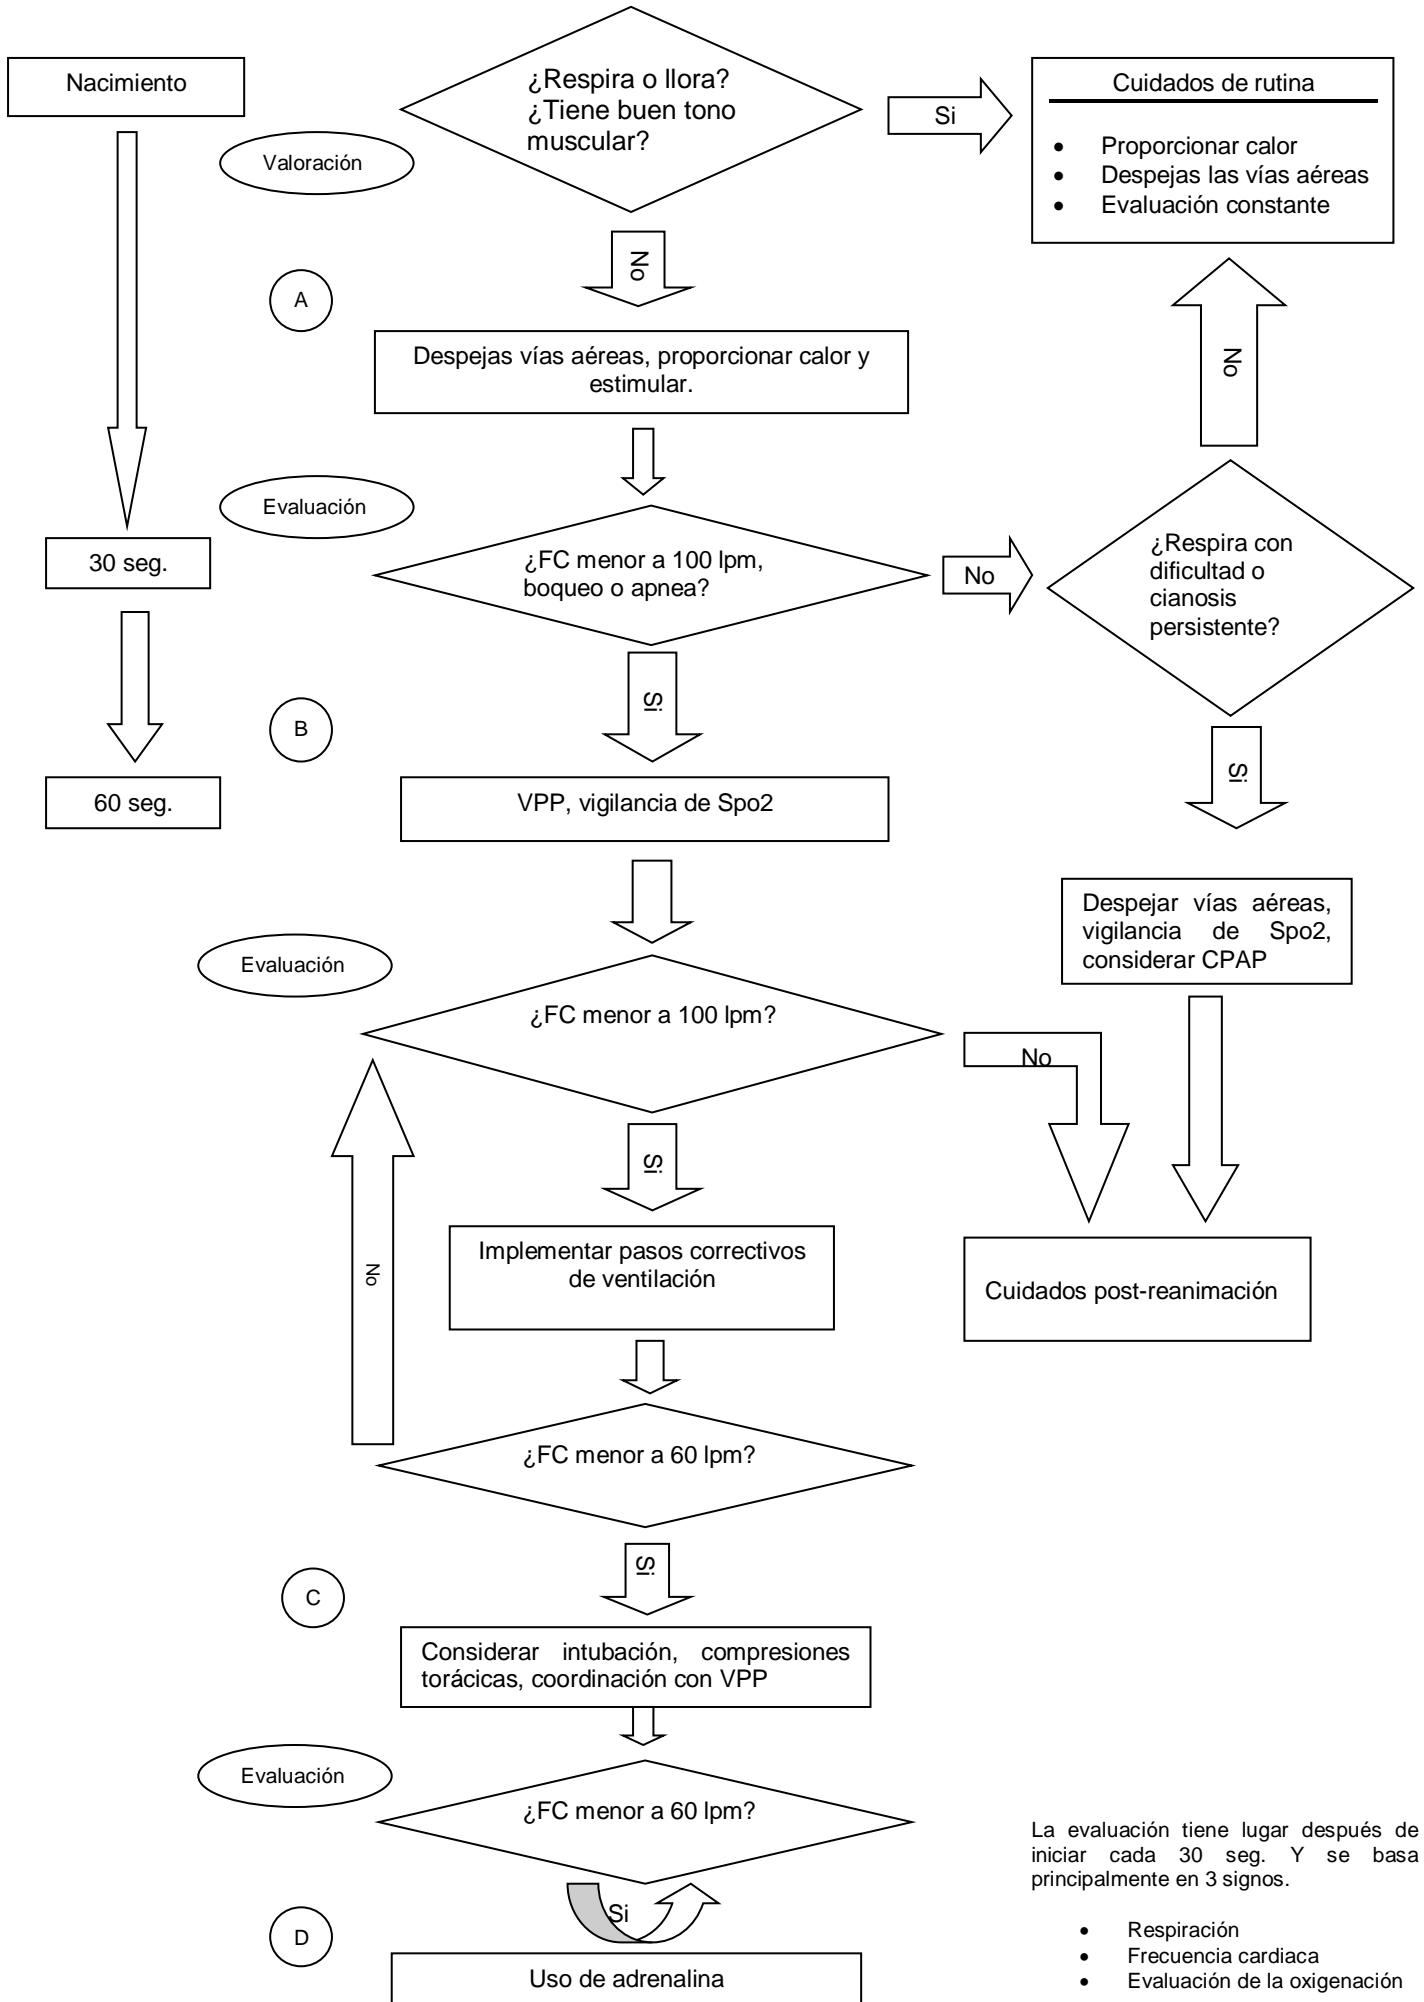 Nacimiento
¿Respira o llora?
¿Tiene buen tono
muscular?
Si
Cuidados de rutina
• Proporcionar calor
• Despejas las vías aéreas
• Evaluación constante
Valoración
No
A
Despejas vías aéreas, proporcionar calor y
estimular.
No
Evaluación
30 seg.
¿FC menor a 100 lpm,
boqueo o apnea?
No
¿Respira con
dificultad o
cianosis
persistente?
Si
B
Si
60 seg.
VPP, vigilancia de Spo2
Despejar vías aéreas,
vigilancia de Spo2,
considerar CPAP
Evaluación
¿FC menor a 100 lpm?
No
Si
Implementar pasos correctivos
de ventilación
No
Cuidados post-reanimación
¿FC menor a 60 lpm?
Si
C
Considerar intubación, compresiones
torácicas, coordinación con VPP
Evaluación
¿FC menor a 60 lpm?
Si
D
Uso de adrenalina
La evaluación tiene lugar después de
iniciar cada 30 seg. Y se basa
principalmente en 3 signos.
• Respiración
• Frecuencia cardiaca
• Evaluación de la oxigenación